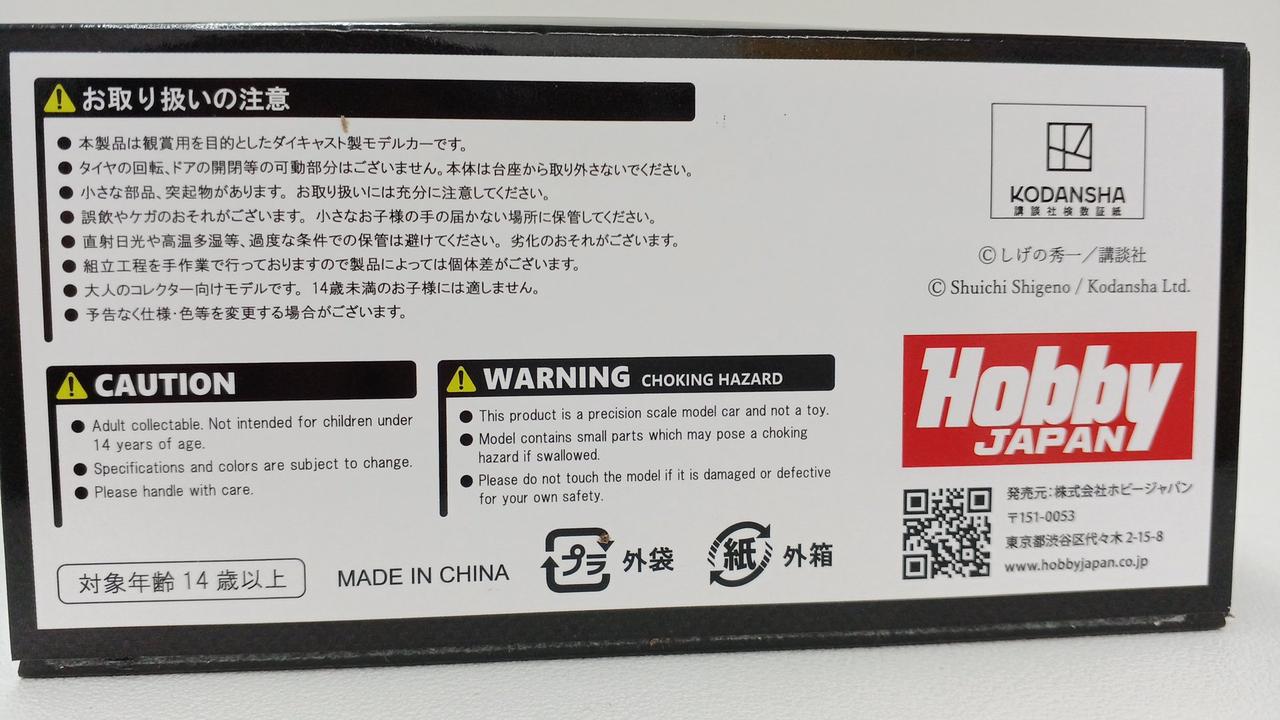 お取り扱いの注意
● 本製品は観賞用を目的としたダイキャスト製モデルカーです。
● タイヤの回転、ドアの開閉等の可動部分はございません。本体は台座から取り外さないでください。
● 小さな部品、突起物があります。お取り扱いには充分に注意してください。
● 誤飲やケガのおそれがございます。小さなお子様の手の届かない場所に保管してください。
● 直射日光や高温多湿等、過度な条件での保管は避けてください。劣化のおそれがございます。
● 組立工程を手作業で行っておりますので製品によっては個体差がございます。
● 大人のコレクター向けモデルです。14歳未満のお子様には適しません。
● 予告なく仕様・色等を変更する場合がございます。
CAUTION
● Adult collectable. Not intended for children under
14 years of age.
● Specifications and colors are subject to change.
● Please handle with care.
WARNING CHOKING HAZARD
● This product is a precision scale model car and not a toy.
● Model contains small parts which may pose a choking
hazard if swallowed.
● Please do not touch the model if it is damaged or defective
for your own safety.
対象年齢 14 歳以上
MADE IN CHINA
プラ 外袋
紙 外箱
KODANSHA
講談社検数証紙
©しげの秀一／講談社
© Shuichi Shigeno / Kodansha Ltd.
Hobby
JAPAN
発売元：株式会社ホビージャパン
〒151-0053
東京都渋谷区代々木 2-15-8
www.hobbyjapan.co.jp